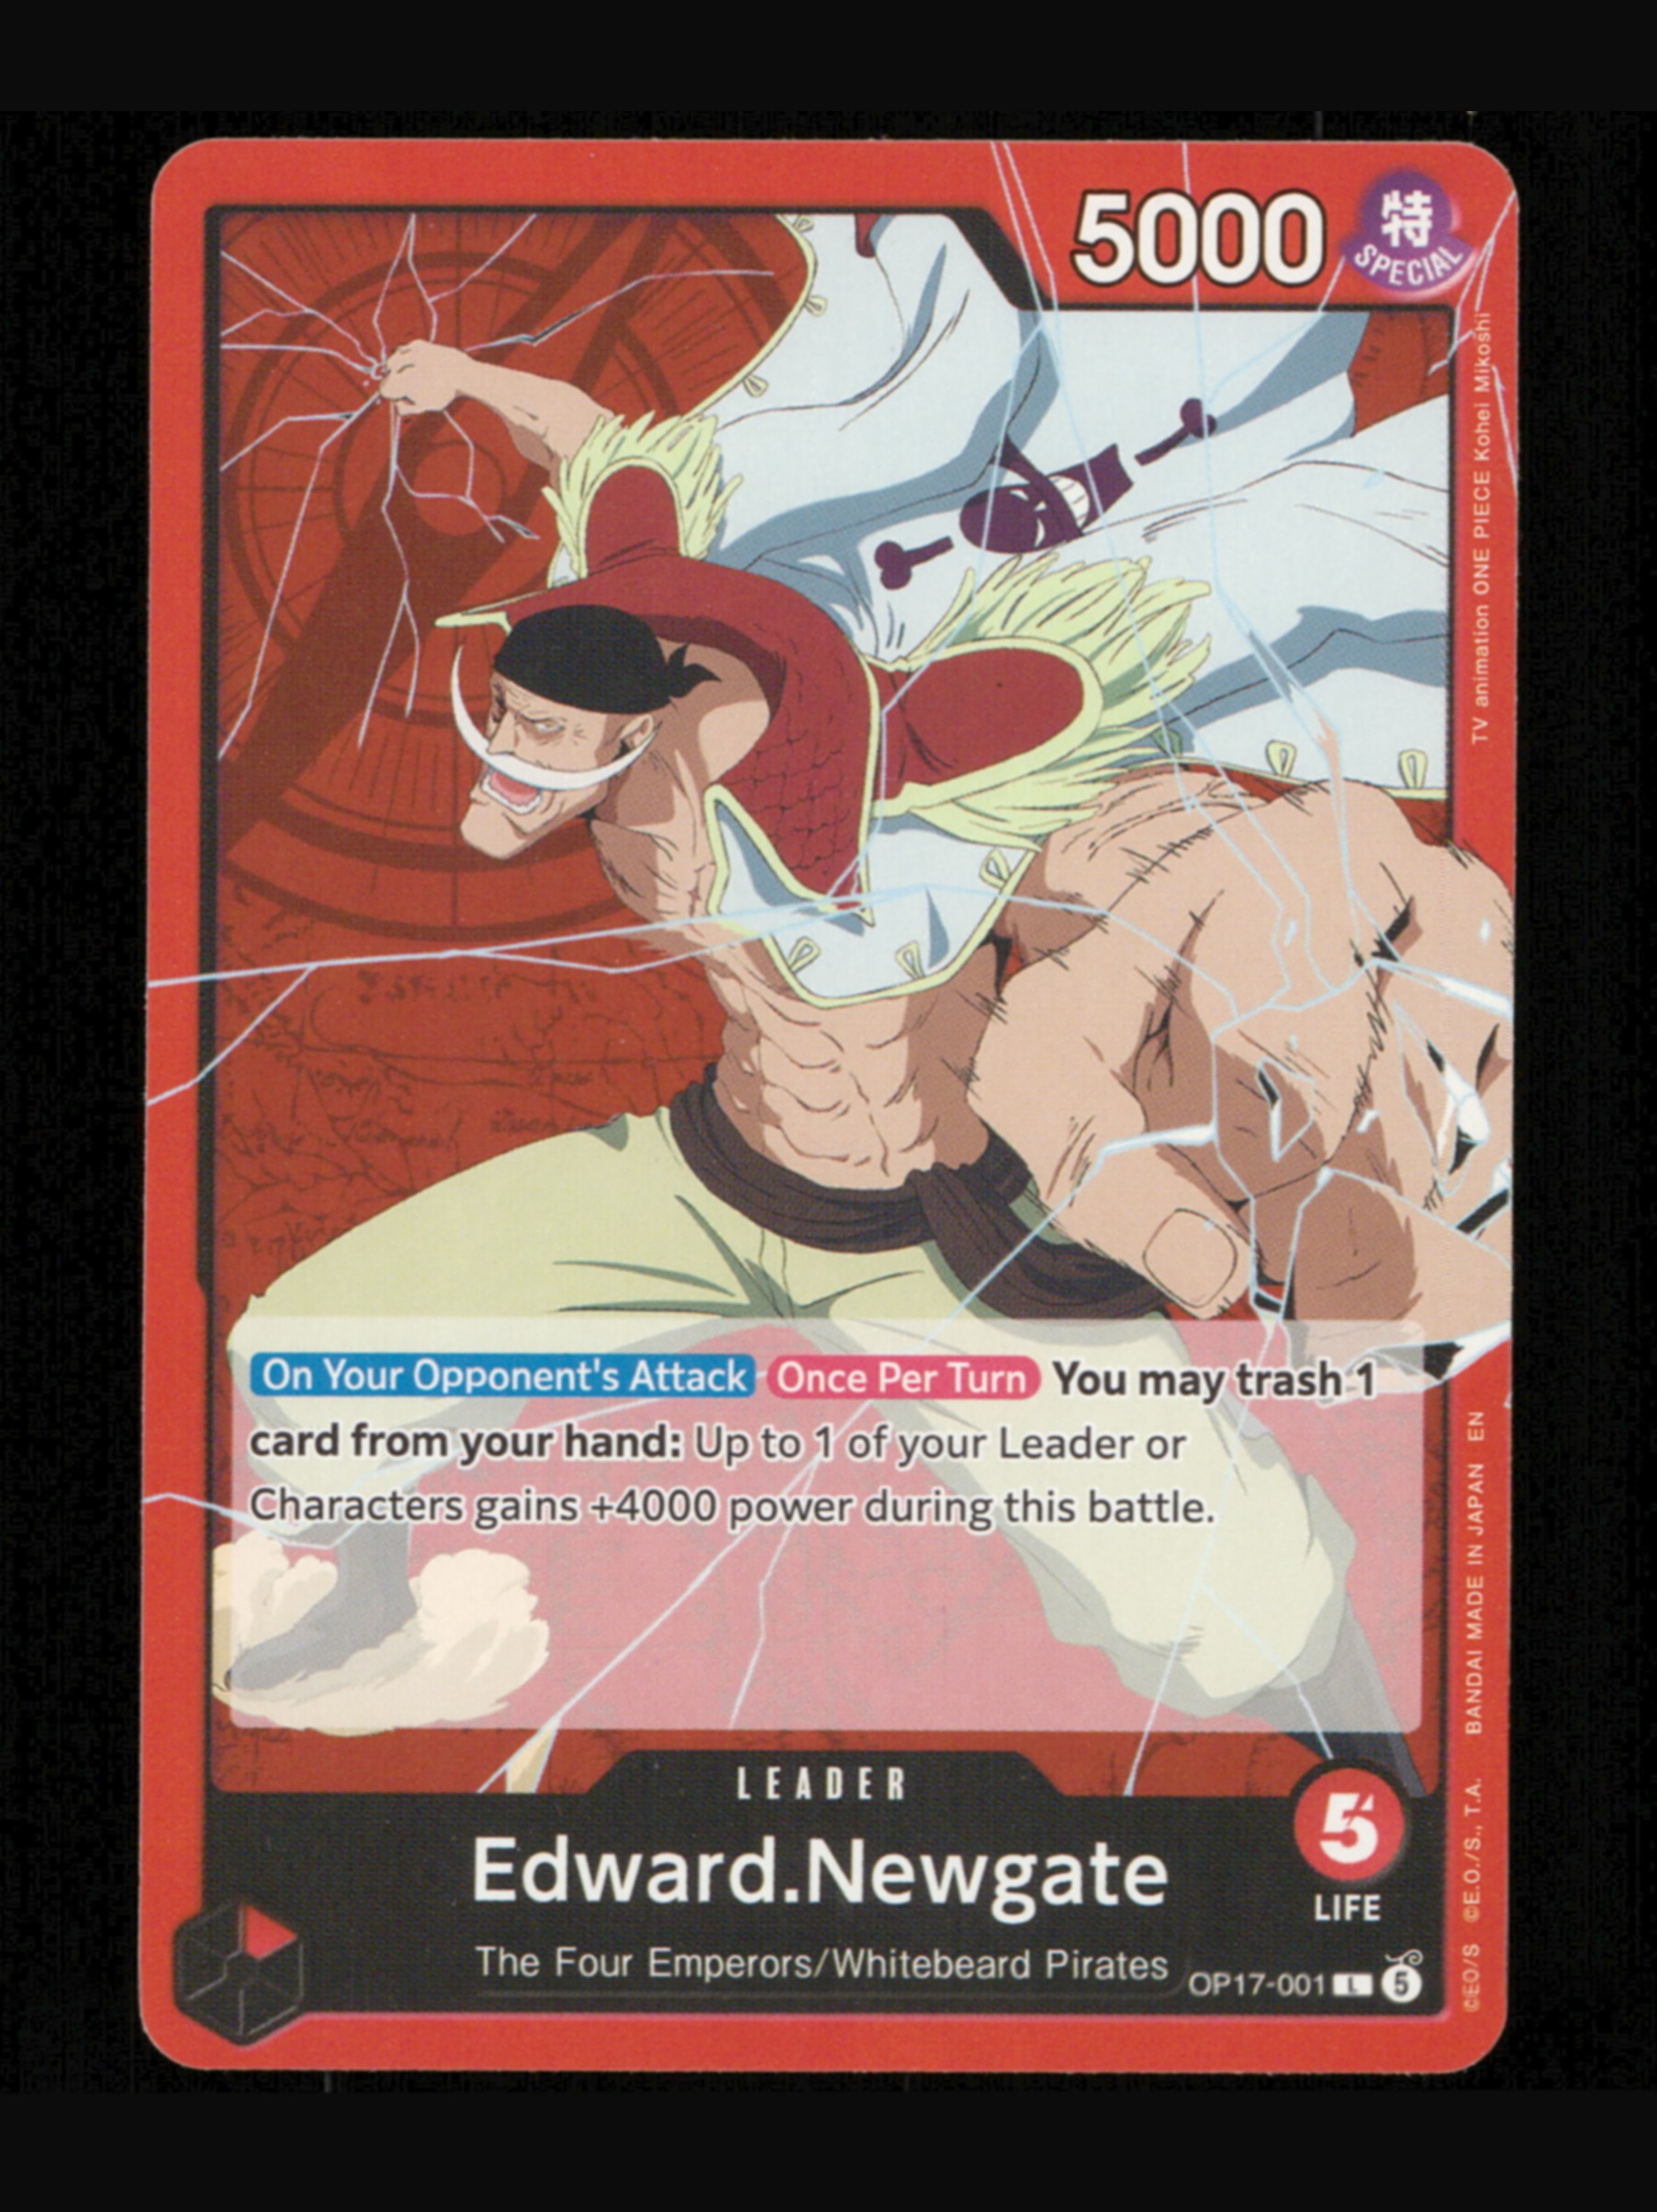 5000
特
SPECIAL
TV animation ONE PIECE Kohei Mikoshi
On Your Opponent's Attack Once Per Turn You may trash 1
card from your hand: Up to 1 of your Leader or
Characters gains +4000 power during this battle.
LEADER
Edward.Newgate
5
LIFE
The Four Emperors/Whitebeard Pirates
OP17-001 L 5
©EO/S ©E.O./S., T.A. BANDAI MADE IN JAPAN EN